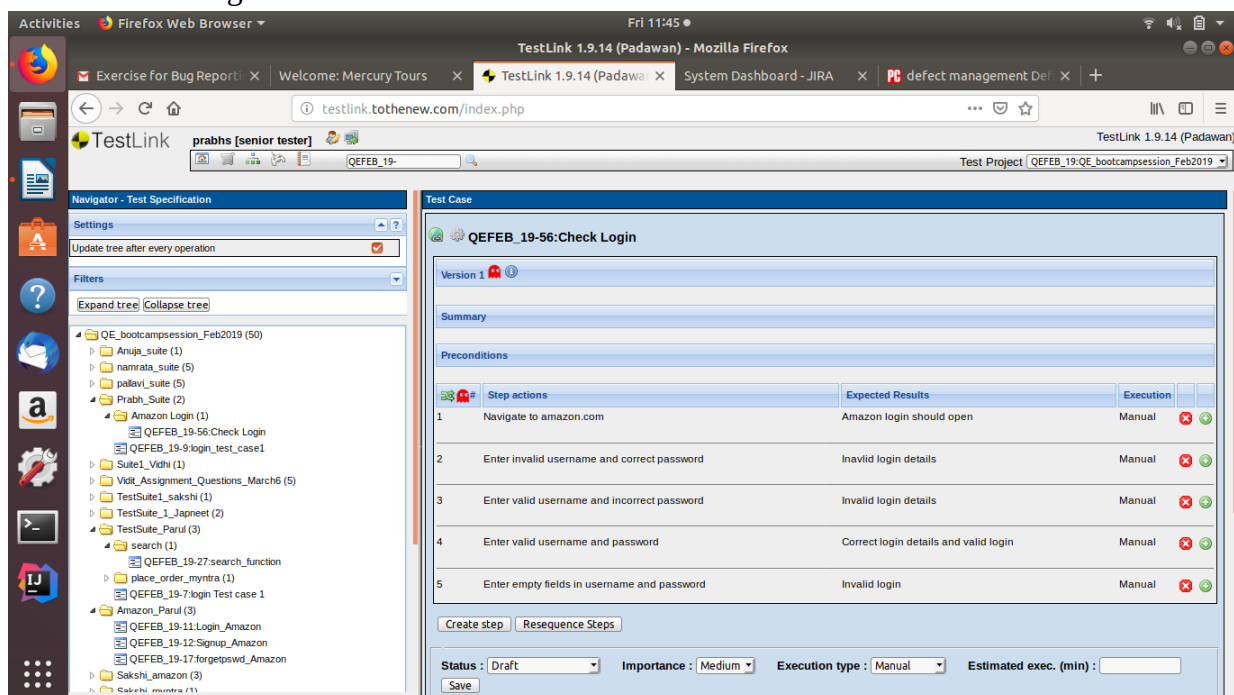 Activities Firefox Web Browser Fri 11:45
TestLink 1.9.14 (Padawan) - Mozilla Firefox
Exercise for Bug Reporti Welcome: Mercury Tours TestLink 1.9.14 (Padawa System Dashboard - JIRA PC defect management Def
testlink.tothenew.com/index.php
TestLink prabhs [senior tester] TestLink 1.9.14 (Padawan)
QEFEB_19- Test Project QEFEB_19:QE_bootcampsession_Feb2019
Navigator - Test Specification
Settings
Update tree after every operation
Filters
Expand tree Collapse tree
QE_bootcampsession_Feb2019 (50)
Anuja_suite (1)
namrata_suite (5)
pallavi_suite (5)
Prabh_Suite (2)
Amazon Login (1)
QEFEB_19-56:Check Login
QEFEB_19-9:login_test_case1
Suite1_Vidhi (1)
Vidit_Assignment_Questions_March6 (5)
TestSuite1_sakshi (1)
TestSuite_1_Japneet (2)
TestSuite_Parul (3)
search (1)
QEFEB_19-27:search_function
place_order_myntra (1)
QEFEB_19-7:login Test case 1
Amazon_Parul (3)
QEFEB_19-11:Login_Amazon
QEFEB_19-12:Signup_Amazon
QEFEB_19-17:forgetpswd_Amazon
Sakshi_amazon (3)
Sakshi_myntra (1)
Test Case
QEFEB_19-56:Check Login
Version 1
Summary
Preconditions
# Step actions Expected Results Execution
1 Navigate to amazon.com Amazon login should open Manual
2 Enter invalid username and correct password Inavlid login details Manual
3 Enter valid username and incorrect password Invalid login details Manual
4 Enter valid username and password Correct login details and valid login Manual
5 Enter empty fields in username and password Invalid login Manual
Create step Resequence Steps
Status : Draft Importance : Medium Execution type : Manual Estimated exec. (min) :
Save